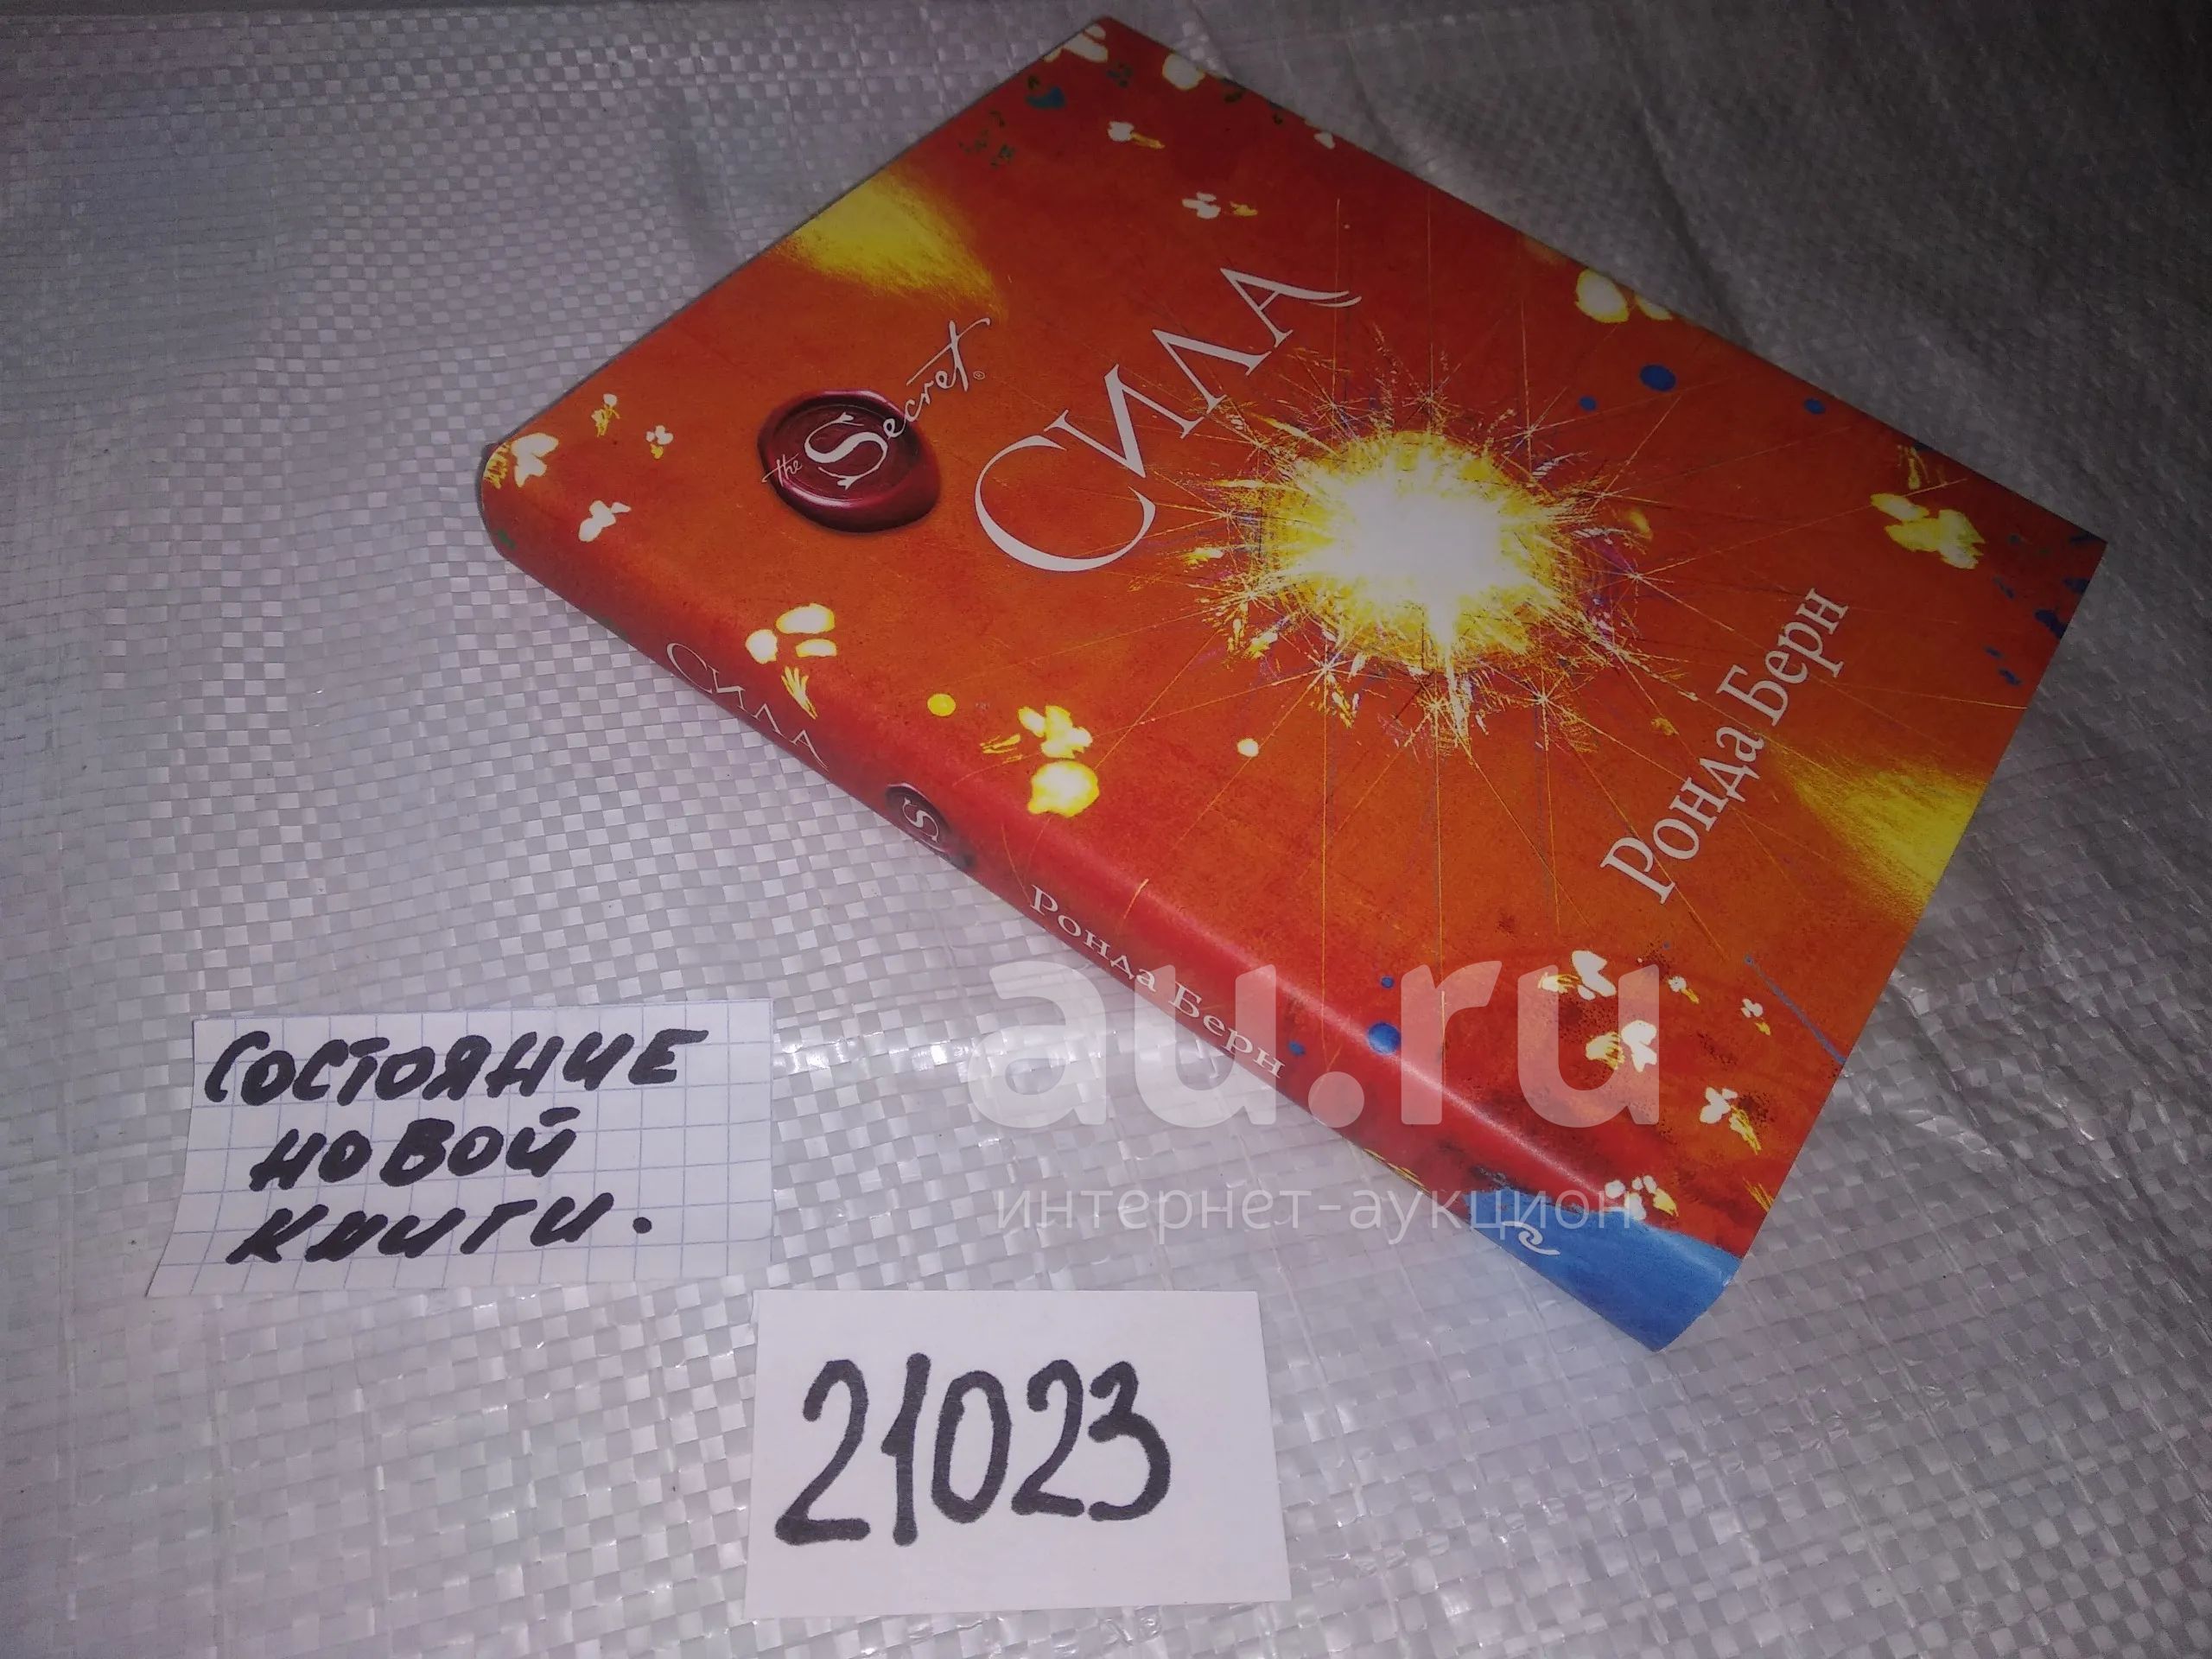 the Secret®
СИЛА
Ронда Берн
СИЛА S Ронда Берн
au.ru
интернет-аукцион
СОСТОЯНИЕ
НОВОЙ
КНИГИ.
21023